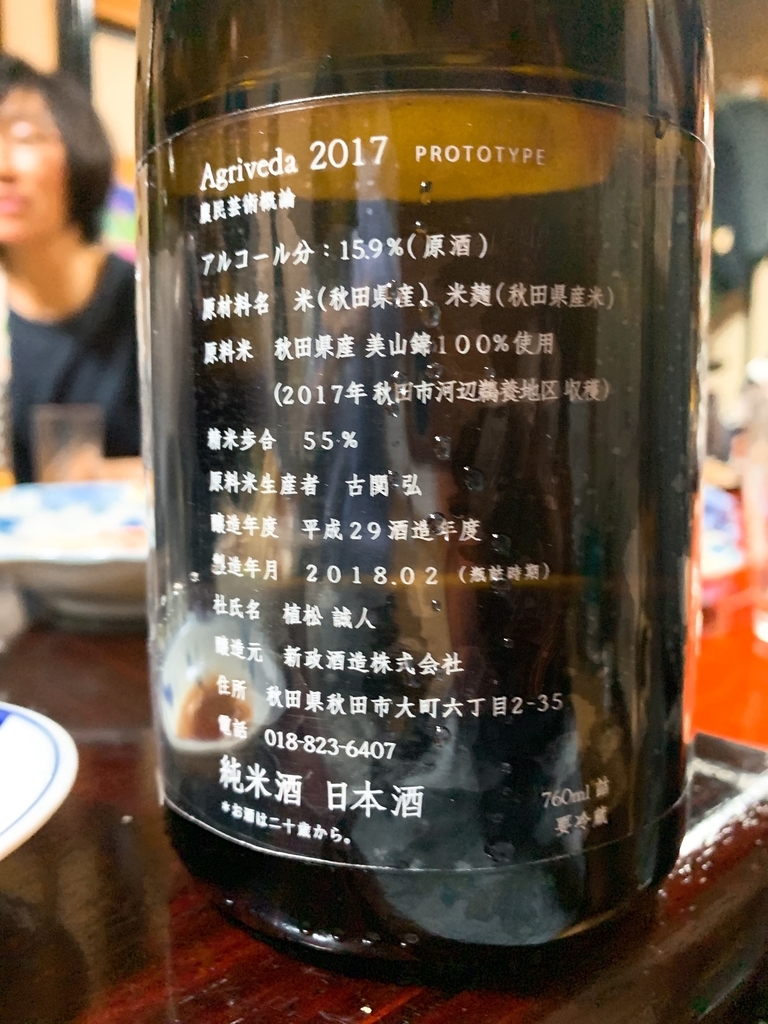 Agriveda 2017 PROTOTYPE
農民芸術概論
アルコール分：15.9%(原酒)
原材料名 米(秋田県産)、米麹(秋田県産米)
原料米 秋田県産 美山錦100%使用
(2017年 秋田市河辺鵜養地区 収穫)
精米歩合 55%
原料米生産者 古関 弘
醸造年度 平成29酒造年度
製造年月 2018.02 (瓶詰時期)
杜氏名 植松 誠人
醸造元 新政酒造株式会社
住所 秋田県秋田市大町六丁目2-35
電話 018-823-6407
純米酒 日本酒
760ml 詰
*お酒は二十歳から。
要冷蔵